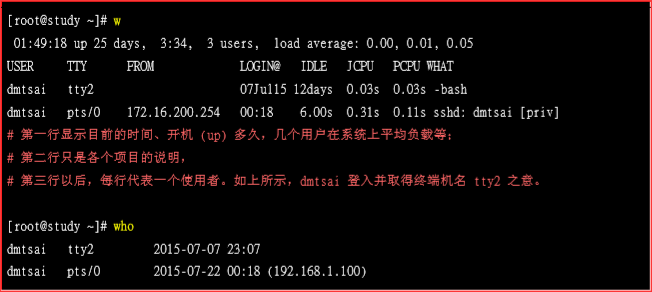 [root@study ~]# w
01:49:18 up 25 days, 3:34, 3 users, load average: 0.00, 0.01, 0.05
USER TTY FROM LOGIN@ IDLE JCPU PCPU WHAT
dmtsai tty2 07Jul15 12days 0.03s 0.03s -bash
dmtsai pts/0 172.16.200.254 00:18 6.00s 0.31s 0.11s sshd: dmtsai [priv]
# 第一行显示目前的时间、开机 (up) 多久，几个用户在系统上平均负载等；
# 第二行只是各个项目的说明，
# 第三行以后，每行代表一个使用者。如上所示，dmtsai 登入并取得终端机名 tty2 之意。
[root@study ~]# who
dmtsai tty2 2015-07-07 23:07
dmtsai pts/0 2015-07-22 00:18 (192.168.1.100)